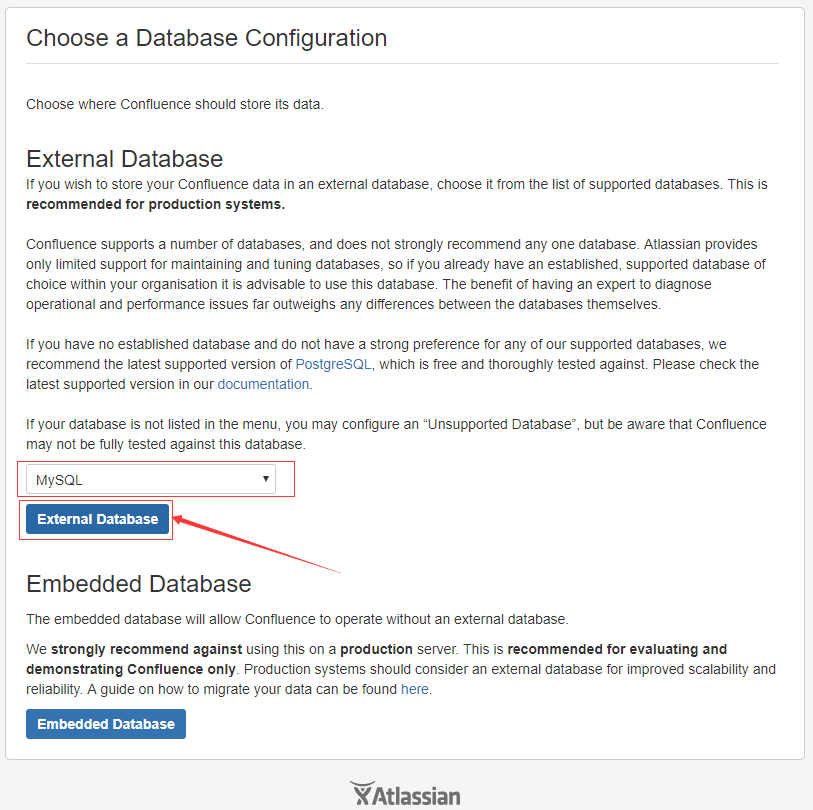 Choose a Database Configuration
Choose where Confluence should store its data.
External Database
If you wish to store your Confluence data in an external database, choose it from the list of supported databases. This is
recommended for production systems.
Confluence supports a number of databases, and does not strongly recommend any one database. Atlassian provides
only limited support for maintaining and tuning databases, so if you already have an established, supported database of
choice within your organisation it is advisable to use this database. The benefit of having an expert to diagnose
operational and performance issues far outweighs any differences between the databases themselves.
If you have no established database and do not have a strong preference for any of our supported databases, we
recommend the latest supported version of PostgreSQL, which is free and thoroughly tested against. Please check the
latest supported version in our documentation.
If your database is not listed in the menu, you may configure an “Unsupported Database”, but be aware that Confluence
may not be fully tested against this database.
MySQL
External Database
Embedded Database
The embedded database will allow Confluence to operate without an external database.
We strongly recommend against using this on a production server. This is recommended for evaluating and
demonstrating Confluence only. Production systems should consider an external database for improved scalability and
reliability. A guide on how to migrate your data can be found here.
Embedded Database
Atlassian